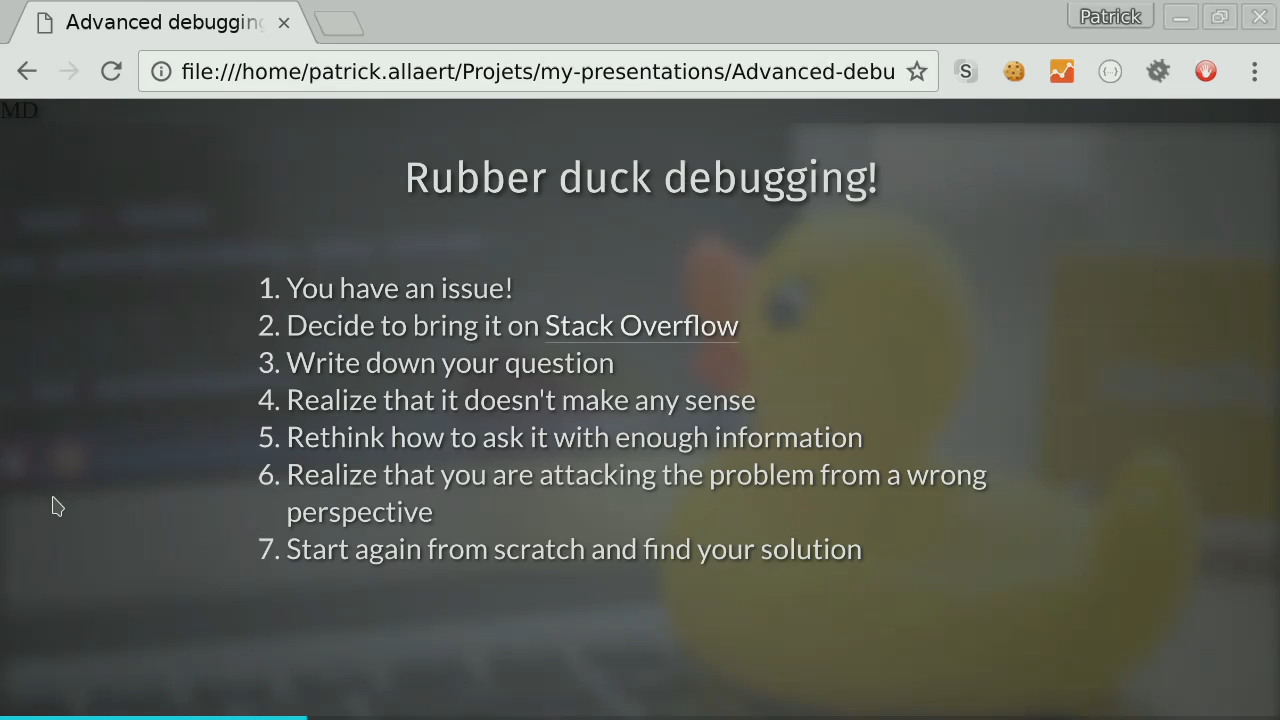 Advanced debugging
Patrick
file:///home/patrick.allaert/Projets/my-presentations/Advanced-debu
S
MD
Rubber duck debugging!
1. You have an issue!
2. Decide to bring it on Stack Overflow
3. Write down your question
4. Realize that it doesn't make any sense
5. Rethink how to ask it with enough information
6. Realize that you are attacking the problem from a wrong
perspective
7. Start again from scratch and find your solution